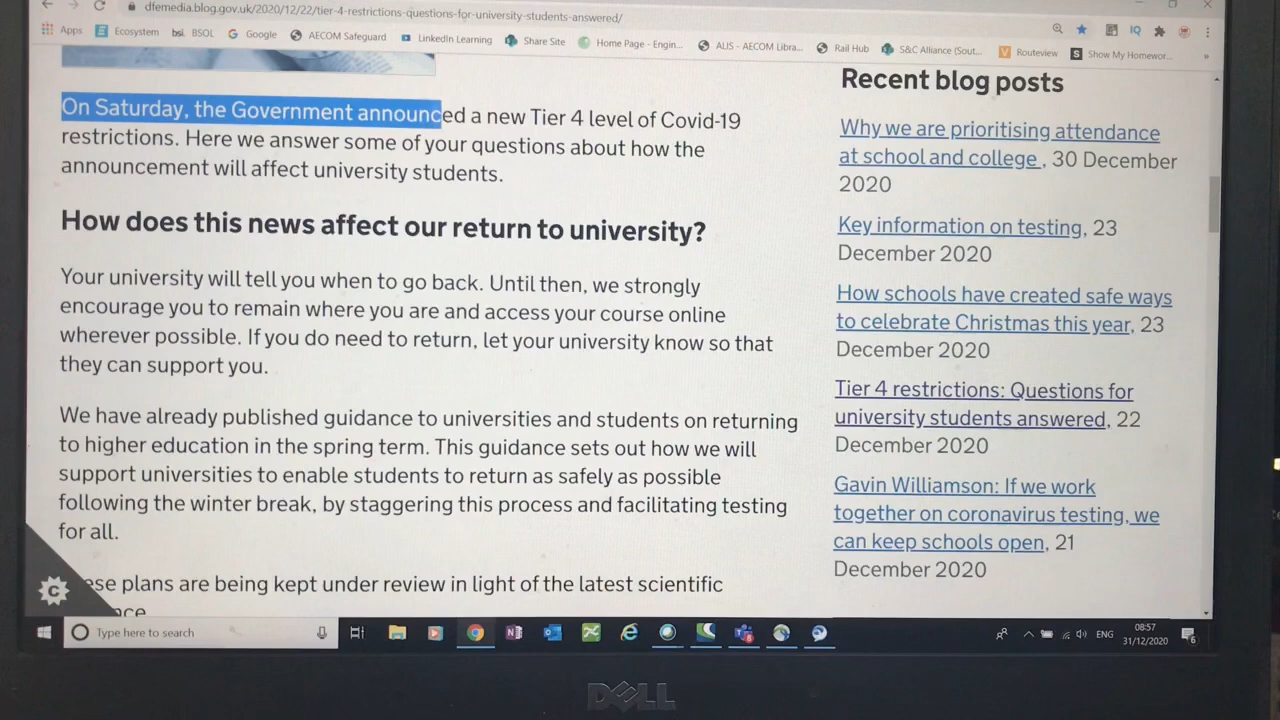 dfemedia.blog.gov.uk/2020/12/22/tier-4-restrictions-questions-for-university-students-answered/
Apps Ecosystem bsi. BSOL Google AECOM Safeguard LinkedIn Learning Share Site Home Page - Engin... ALIS - AECOM Libra... Rail Hub S&C Alliance (Sout... Routeview Show My Homewor... »
IQ
On Saturday, the Government announced a new Tier 4 level of Covid-19
restrictions. Here we answer some of your questions about how the
announcement will affect university students.
How does this news affect our return to university?
Your university will tell you when to go back. Until then, we strongly
encourage you to remain where you are and access your course online
wherever possible. If you do need to return, let your university know so that
they can support you.
We have already published guidance to universities and students on returning
to higher education in the spring term. This guidance sets out how we will
support universities to enable students to return as safely as possible
following the winter break, by staggering this process and facilitating testing
for all.
ese plans are being kept under review in light of the latest scientific
nce
Recent blog posts
Why we are prioritising attendance
at school and college , 30 December
2020
Key information on testing, 23
December 2020
How schools have created safe ways
to celebrate Christmas this year, 23
December 2020
Tier 4 restrictions: Questions for
university students answered, 22
December 2020
Gavin Williamson: If we work
together on coronavirus testing, we
can keep schools open, 21
December 2020
C
Type here to search
ENG
08:57
31/12/2020
6
DELL